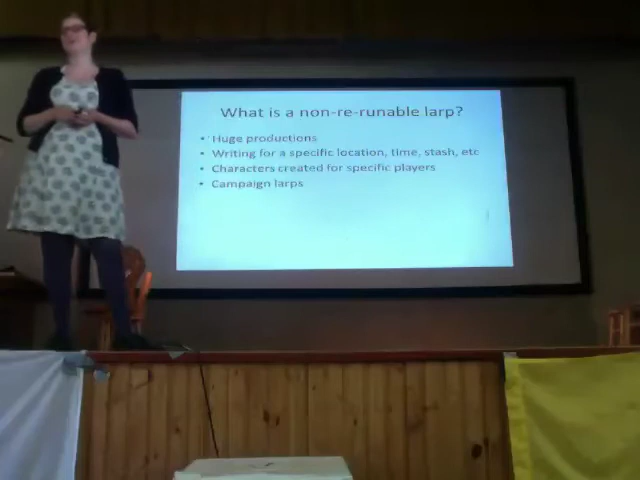 What is a non-re-runable larp?
• Huge productions
• Writing for a specific location, time, stash, etc
• Characters created for specific players
• Campaign larps